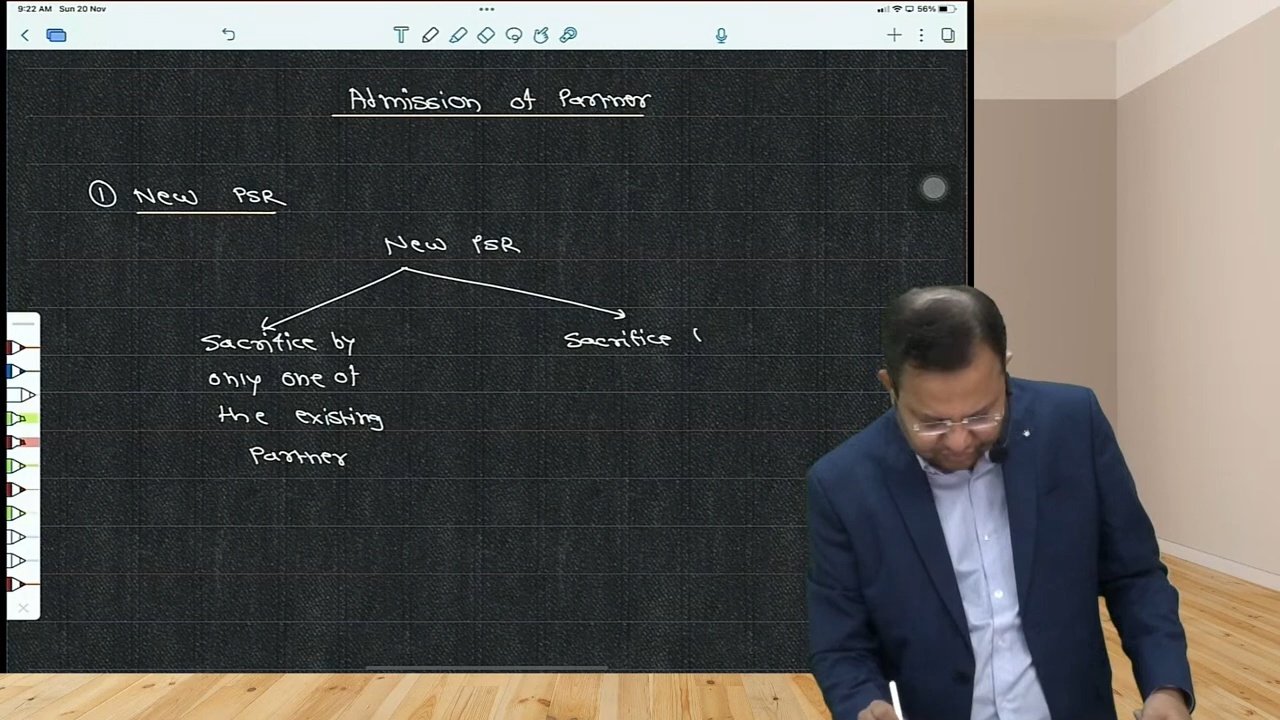 9:22 AM Sun 20 Nov
56%
Admission of Partner
① New PSR
New PSR
Sacrifice by
only one of
the existing
Partner
Sacrifice